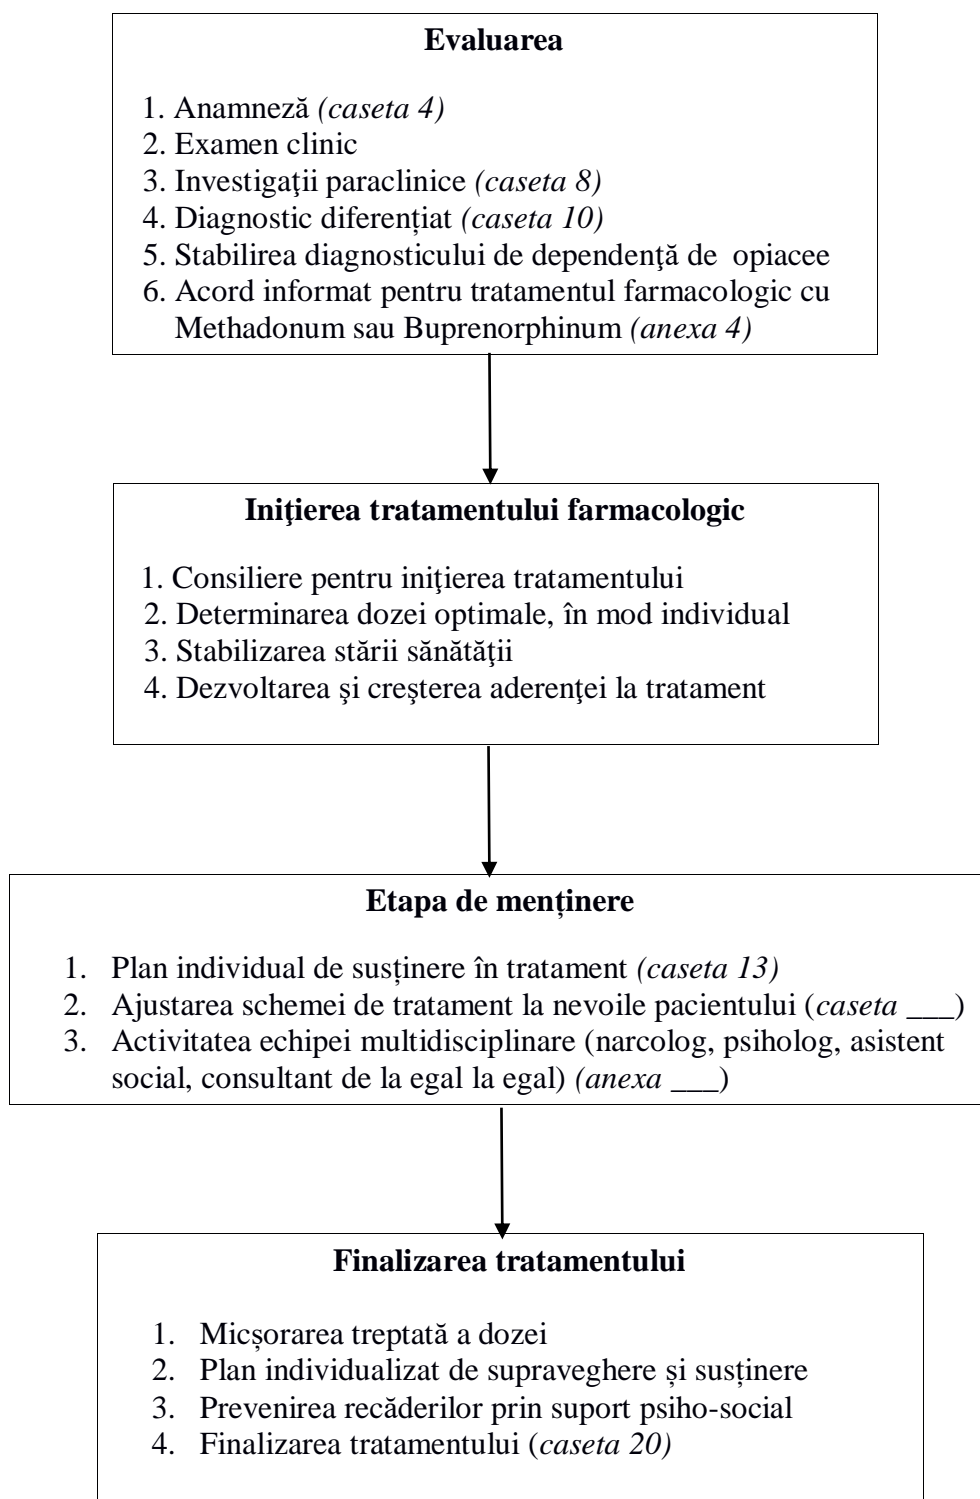 Evaluarea
1. Anamneză (caseta 4)
2. Examen clinic
3. Investigaţii paraclinice (caseta 8)
4. Diagnostic diferențiat (caseta 10)
5. Stabilirea diagnosticului de dependenţă de opiacee
6. Acord informat pentru tratamentul farmacologic cu
Methadonum sau Buprenorphinum (anexa 4)
Iniţierea tratamentului farmacologic
1. Consiliere pentru iniţierea tratamentului
2. Determinarea dozei optimale, în mod individual
3. Stabilizarea stării sănătăţii
4. Dezvoltarea şi creşterea aderenţei la tratament
Etapa de menținere
1. Plan individual de susținere în tratament (caseta 13)
2. Ajustarea schemei de tratament la nevoile pacientului (caseta ___)
3. Activitatea echipei multidisciplinare (narcolog, psiholog, asistent
social, consultant de la egal la egal) (anexa ___)
Finalizarea tratamentului
1. Micșorarea treptată a dozei
2. Plan individualizat de supraveghere și susținere
3. Prevenirea recăderilor prin suport psiho-social
4. Finalizarea tratamentului (caseta 20)